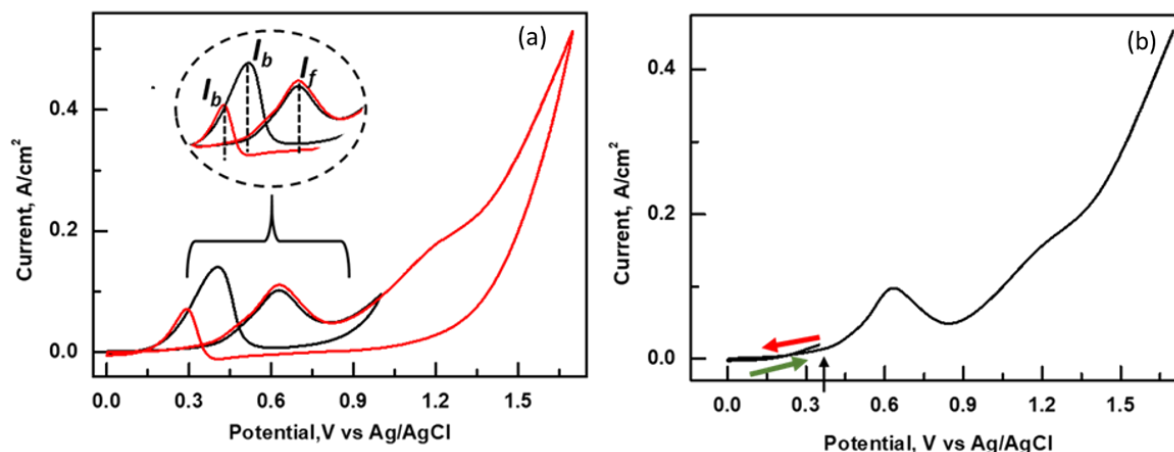 (a)
I_b
I_f
I_b
0.4
0.2
0.0
Current, A/cm²
0.0 0.3 0.6 0.9 1.2 1.5
Potential,V vs Ag/AgCl
(b)
0.4
0.2
0.0
Current, A/cm²
0.0 0.3 0.6 0.9 1.2 1.5
Potential, V vs Ag/AgCl